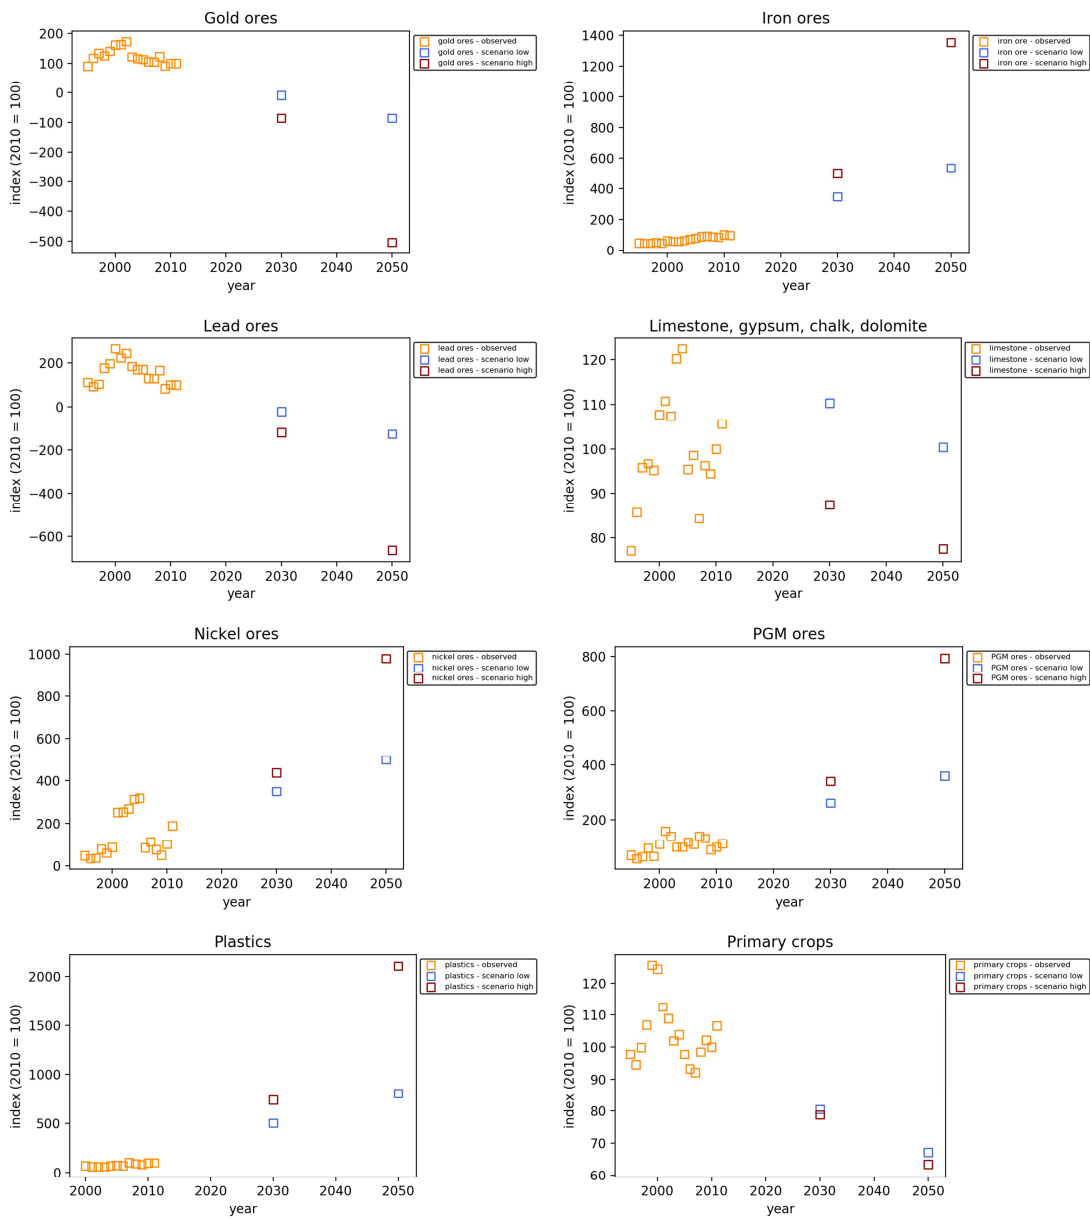 Gold ores
200
100
0
−100
−200
−300
−400
−500
index (2010 = 100)
2000 2010 2020 2030 2040 2050
year
gold ores - observed
gold ores - scenario low
gold ores - scenario high
Iron ores
1400
1200
1000
800
600
400
200
0
index (2010 = 100)
2000 2010 2020 2030 2040 2050
year
iron ore - observed
iron ore - scenario low
iron ore - scenario high
Lead ores
200
0
−200
−400
−600
index (2010 = 100)
2000 2010 2020 2030 2040 2050
year
lead ores - observed
lead ores - scenario low
lead ores - scenario high
Limestone, gypsum, chalk, dolomite
120
110
100
90
80
index (2010 = 100)
2000 2010 2020 2030 2040 2050
year
limestone - observed
limestone - scenario low
limestone - scenario high
Nickel ores
1000
800
600
400
200
0
index (2010 = 100)
2000 2010 2020 2030 2040 2050
year
nickel ores - observed
nickel ores - scenario low
nickel ores - scenario high
PGM ores
800
600
400
200
index (2010 = 100)
2000 2010 2020 2030 2040 2050
year
PGM ores - observed
PGM ores - scenario low
PGM ores - scenario high
Plastics
2000
1500
1000
500
0
index (2010 = 100)
2000 2010 2020 2030 2040 2050
year
plastics - observed
plastics - scenario low
plastics - scenario high
Primary crops
120
110
100
90
80
70
60
index (2010 = 100)
2000 2010 2020 2030 2040 2050
year
primary crops - observed
primary crops - scenario low
primary crops - scenario high